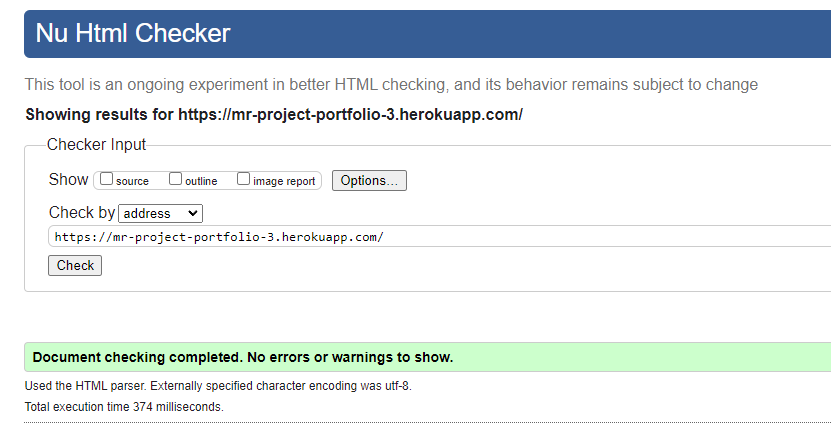 Nu Html Checker
This tool is an ongoing experiment in better HTML checking, and its behavior remains subject to change
Showing results for https://mr-project-portfolio-3.herokuapp.com/
Checker Input
Show source outline image report Options...
Check by address
https://mr-project-portfolio-3.herokuapp.com/
Check
Document checking completed. No errors or warnings to show.
Used the HTML parser. Externally specified character encoding was utf-8.
Total execution time 374 milliseconds.